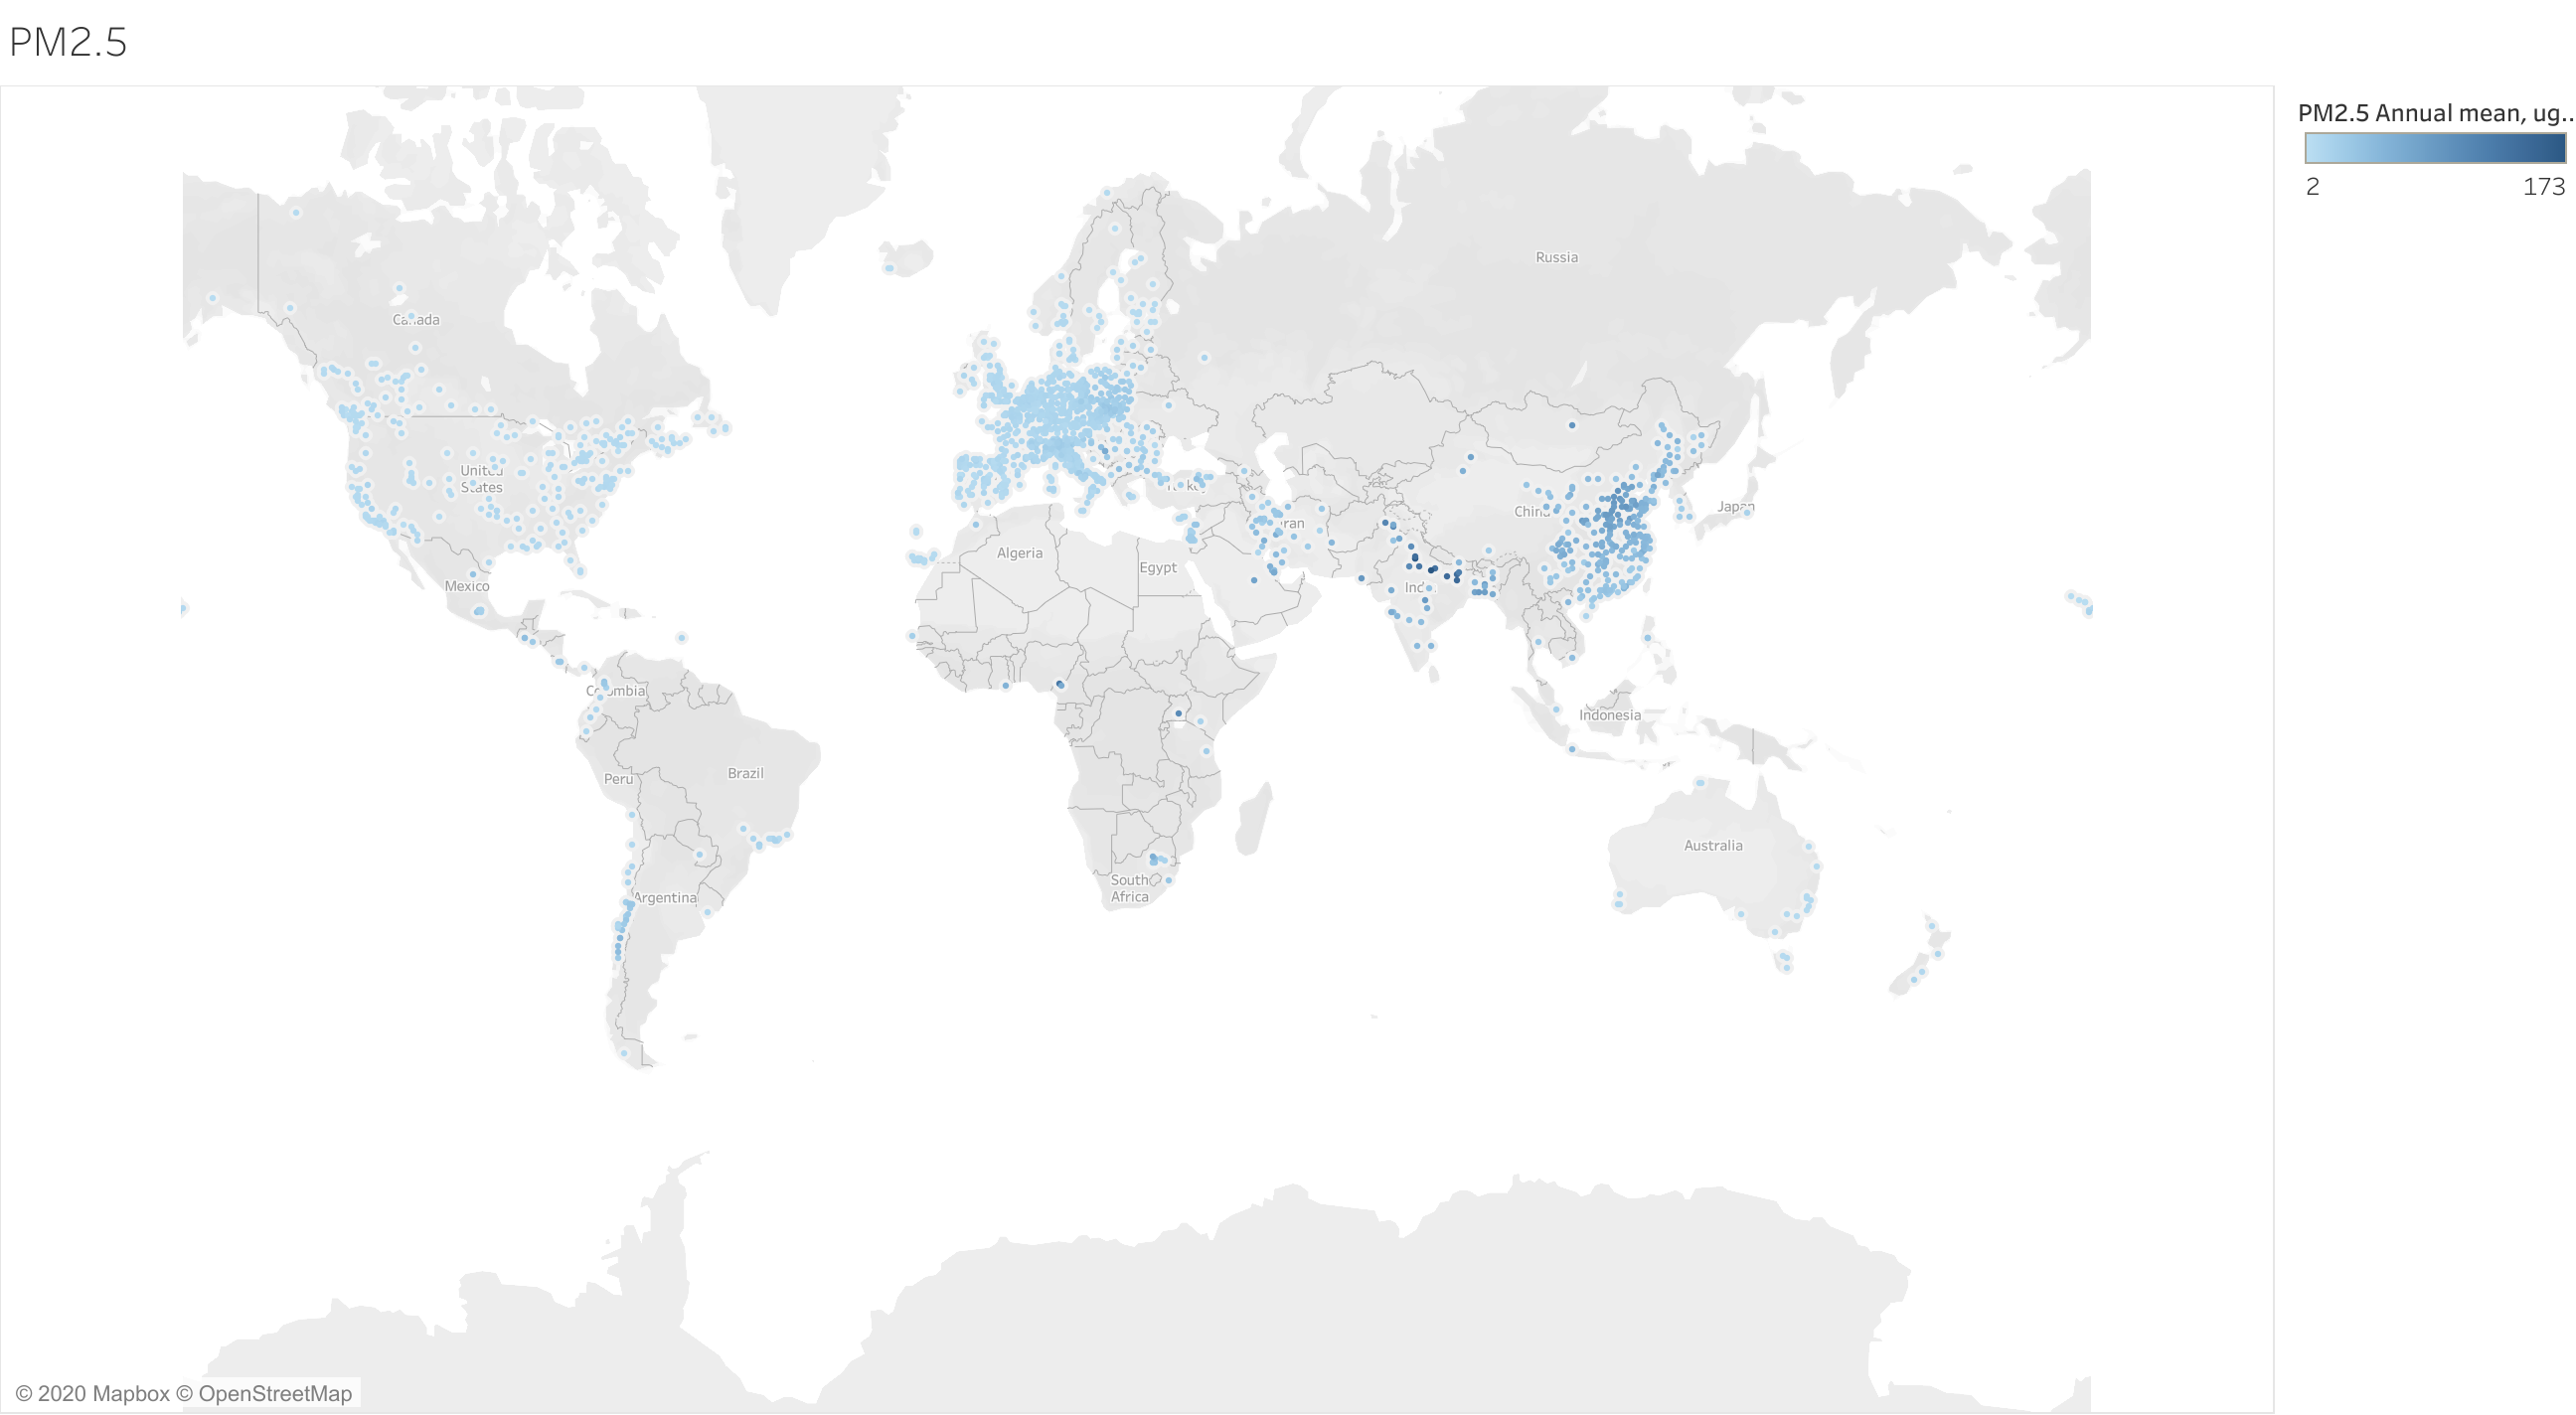 PM2.5
PM2.5 Annual mean, ug..
2
173
Russia
Canada
United
States
Mexico
Colombia
Peru
Brazil
Argentina
Algeria
Egypt
South
Africa
Turkey
Iran
China
Japan
Indonesia
Australia
© 2020 Mapbox © OpenStreetMap